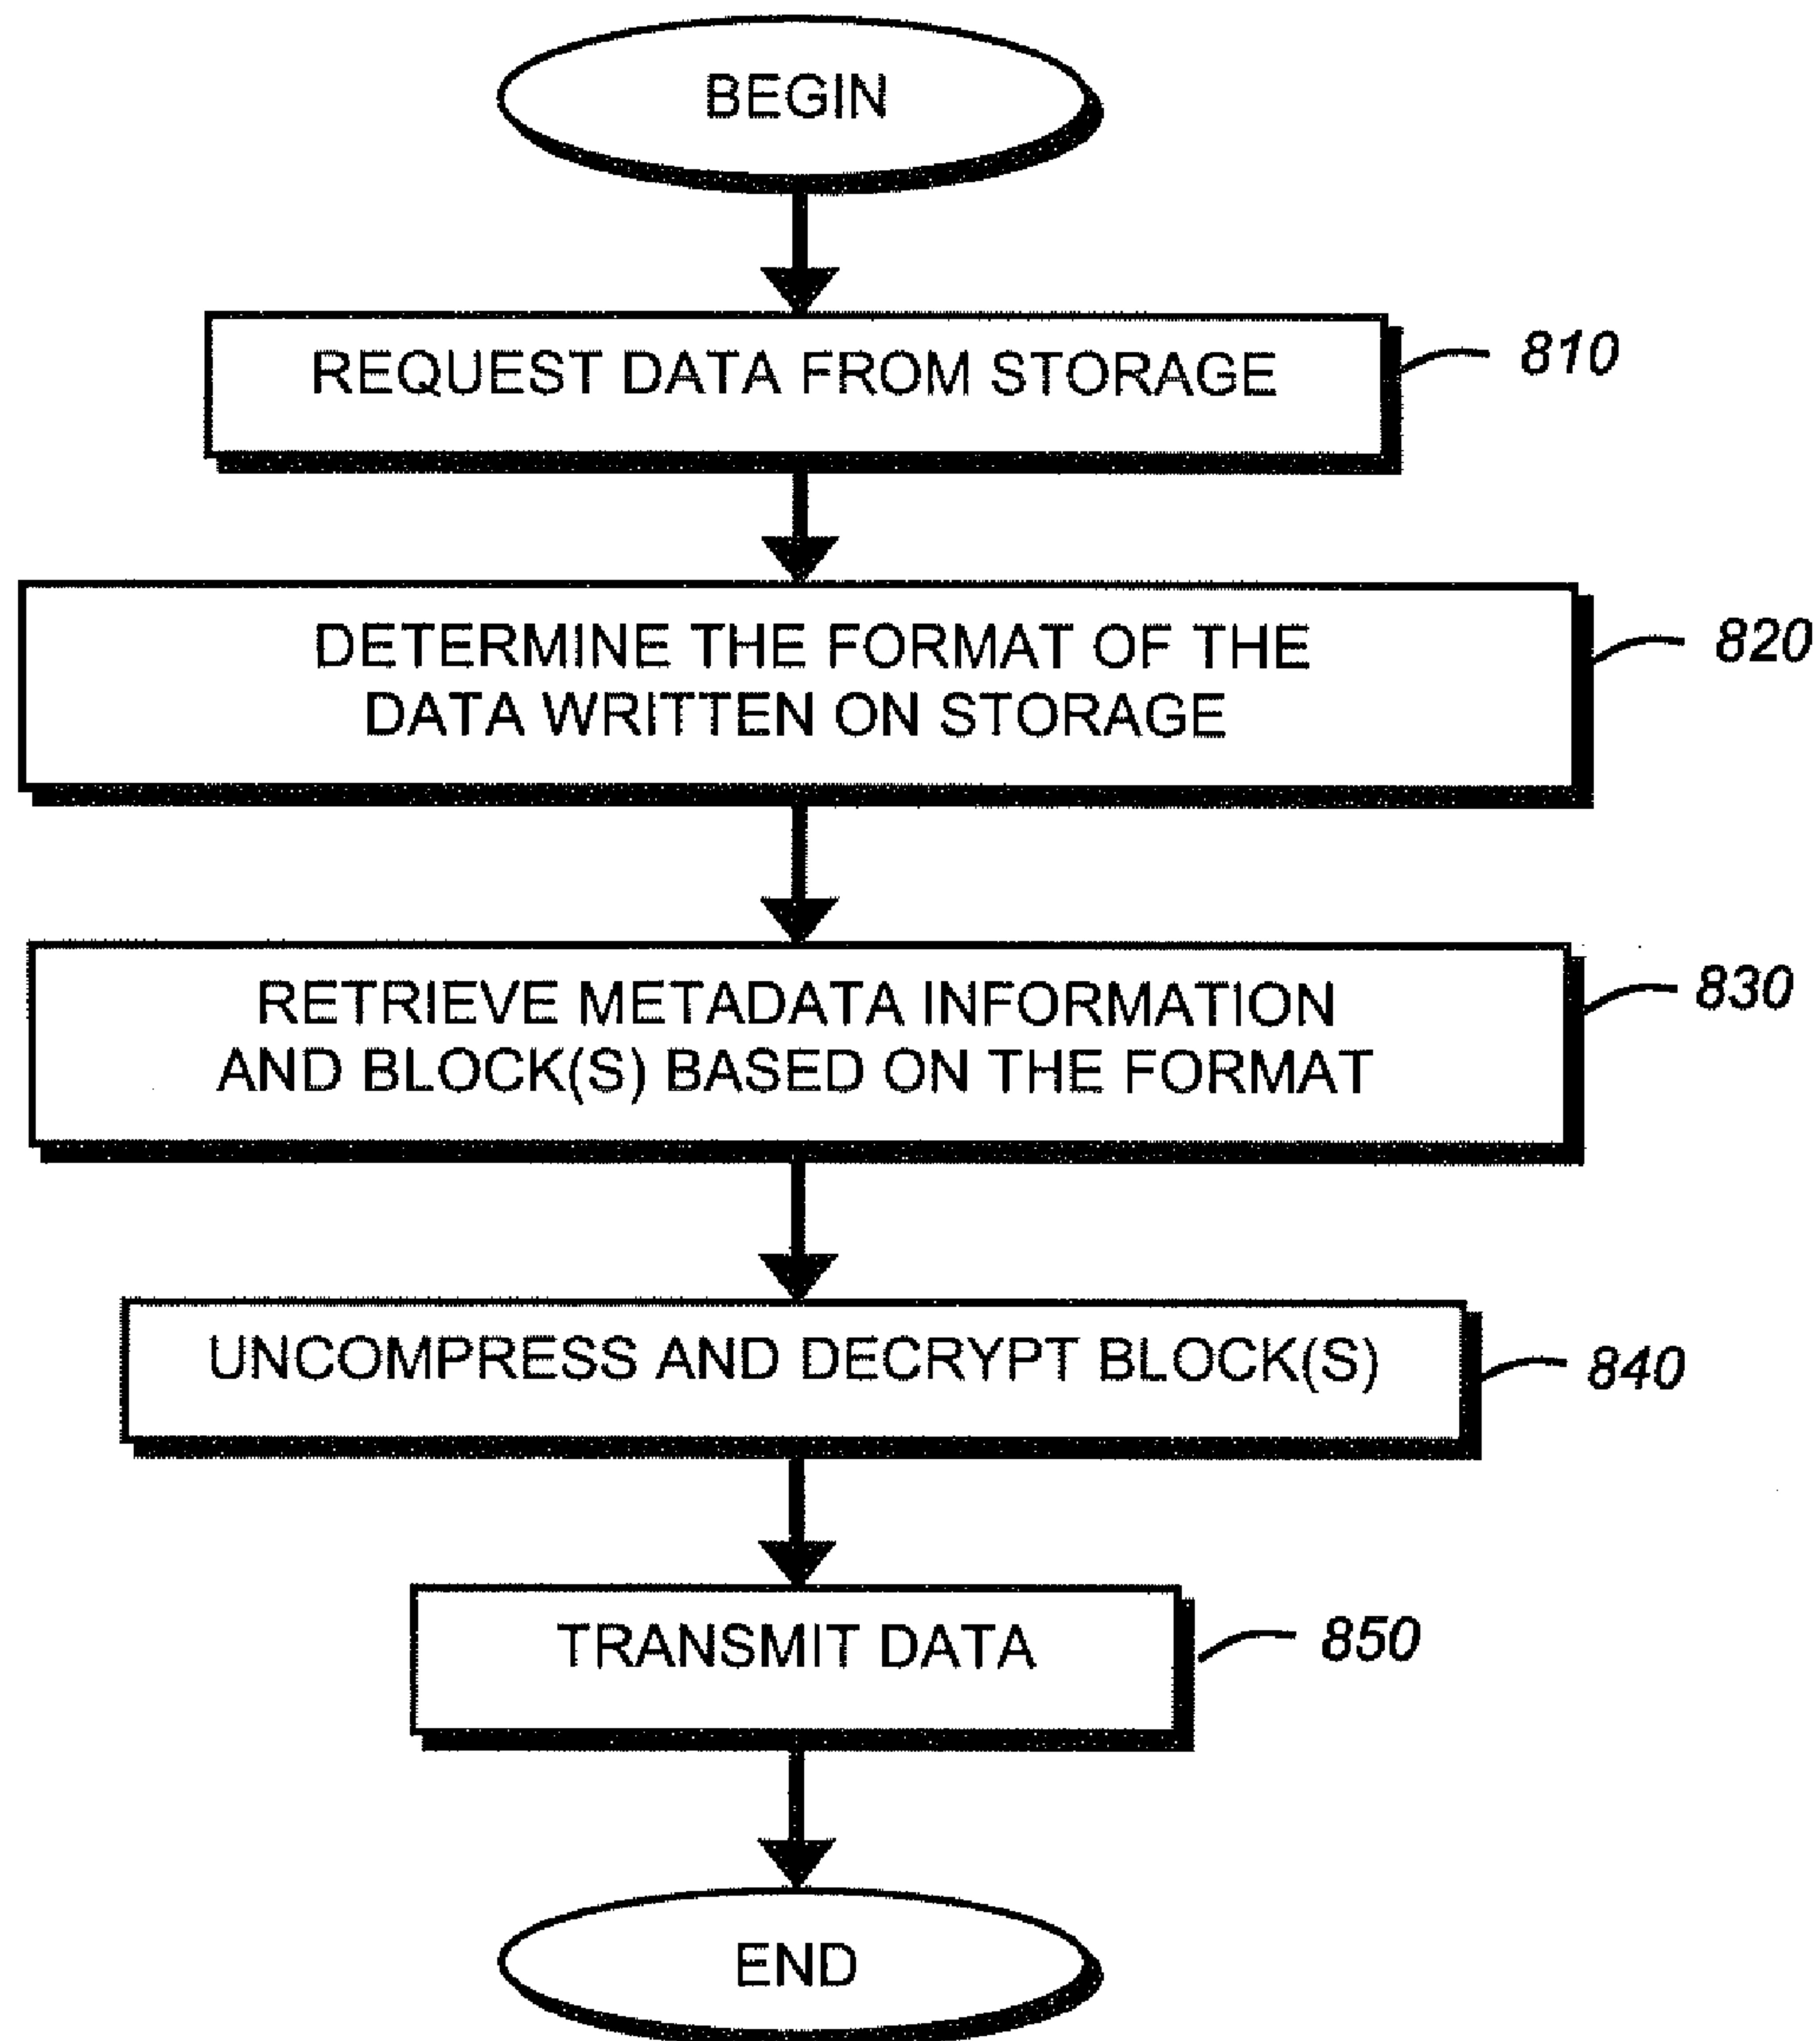 BEGIN
REQUEST DATA FROM STORAGE
810
DETERMINE THE FORMAT OF THE
DATA WRITTEN ON STORAGE
820
RETRIEVE METADATA INFORMATION
AND BLOCK(S) BASED ON THE FORMAT
830
UNCOMPRESS AND DECRYPT BLOCK(S)
840
TRANSMIT DATA
850
END